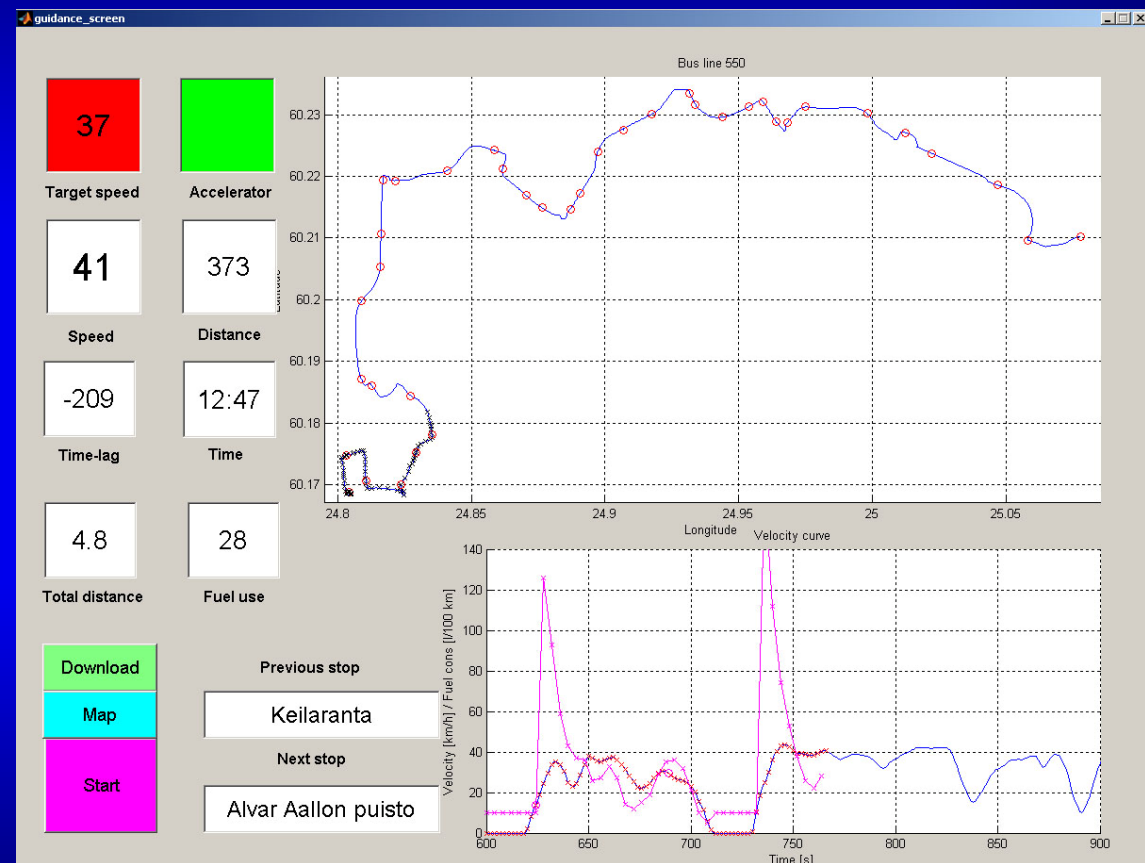 guidance_screen
37
Target speed
Accelerator
41
Speed
373
Distance
-209
Time-lag
12:47
Time
4.8
Total distance
28
Fuel use
Download
Map
Start
Previous stop
Keilaranta
Next stop
Alvar Aallon puisto
Bus line 550
60.23
60.22
60.21
60.2
60.19
60.18
60.17
24.8
24.85
24.9
24.95
25
25.05
Longitude
Velocity curve
Velocity [km/h] / Fuel cons [l/100 km]
140
120
100
80
60
40
20
0
600
650
700
750
800
850
900
Time [s]